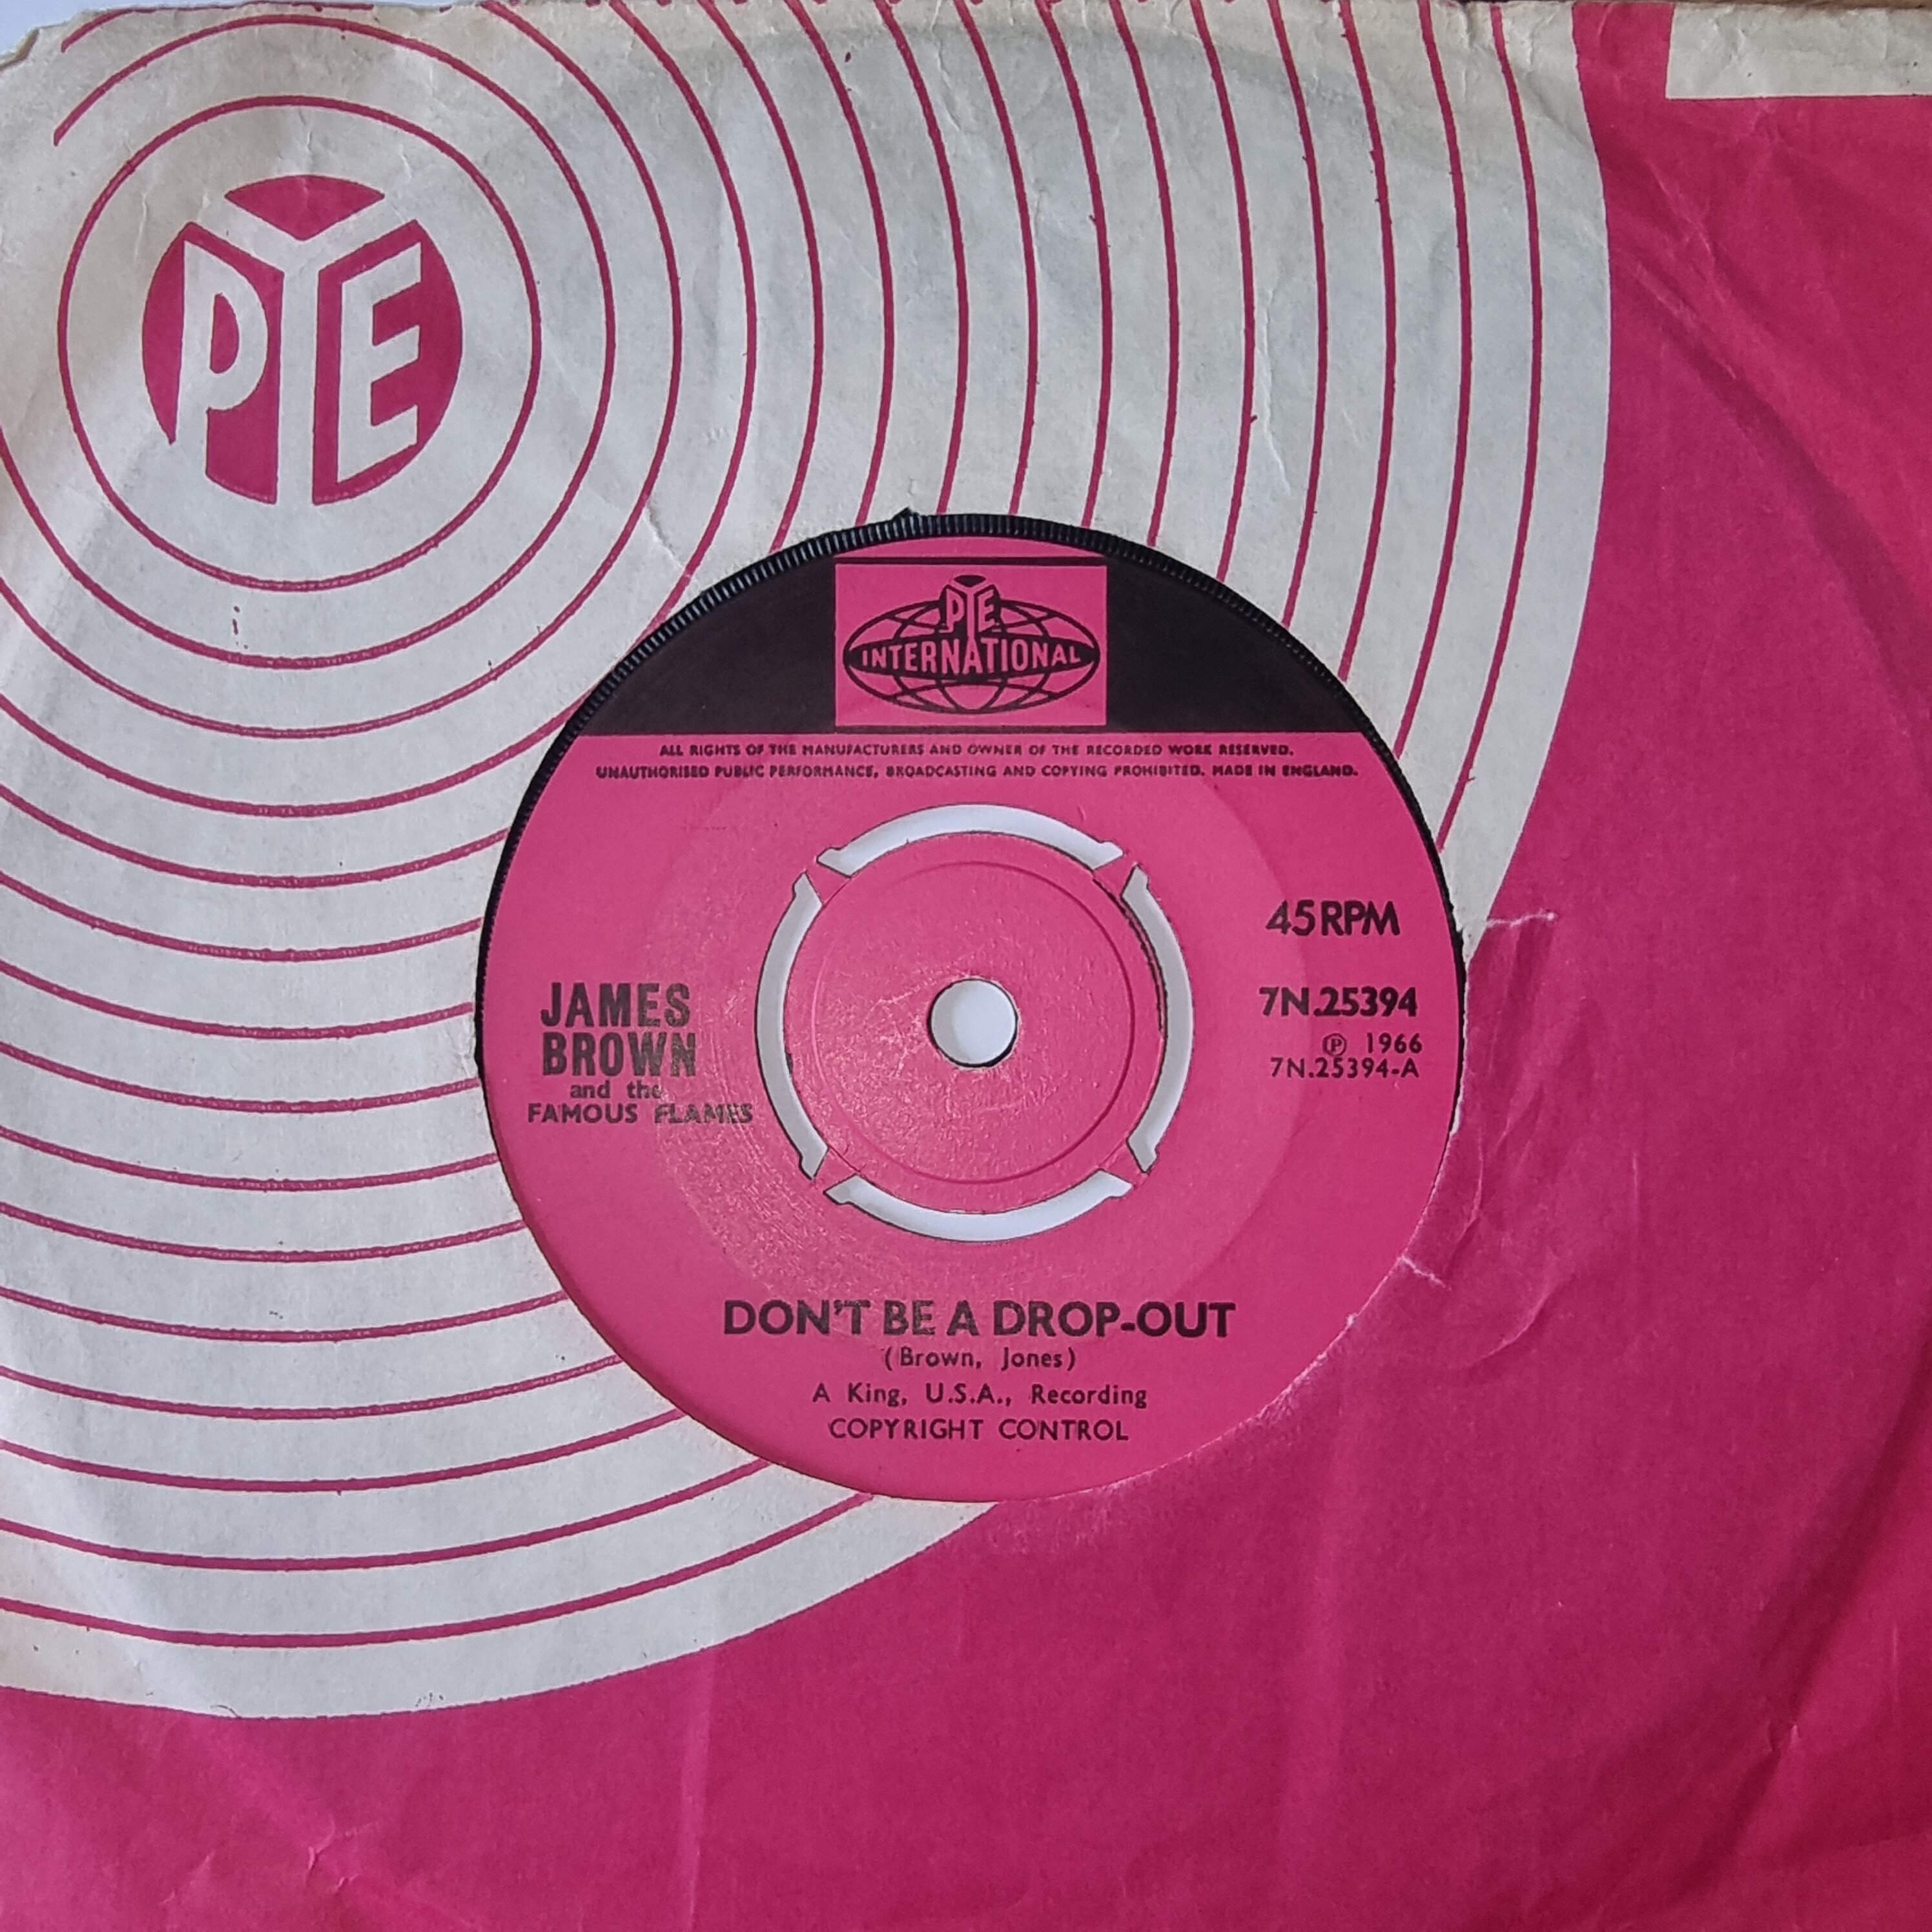 PYE
PYE
INTERNATIONAL
ALL RIGHTS OF THE MANUFACTURERS AND OWNER OF THE RECORDED WORK RESERVED.
UNAUTHORISED PUBLIC PERFORMANCE, BROADCASTING AND COPYING PROHIBITED. MADE IN ENGLAND.
45RPM
7N.25394
Ⓟ 1966
7N.25394-A
JAMES
BROWN
and the
FAMOUS FLAMES
DON'T BE A DROP-OUT
(Brown, Jones)
A King, U.S.A., Recording
COPYRIGHT CONTROL